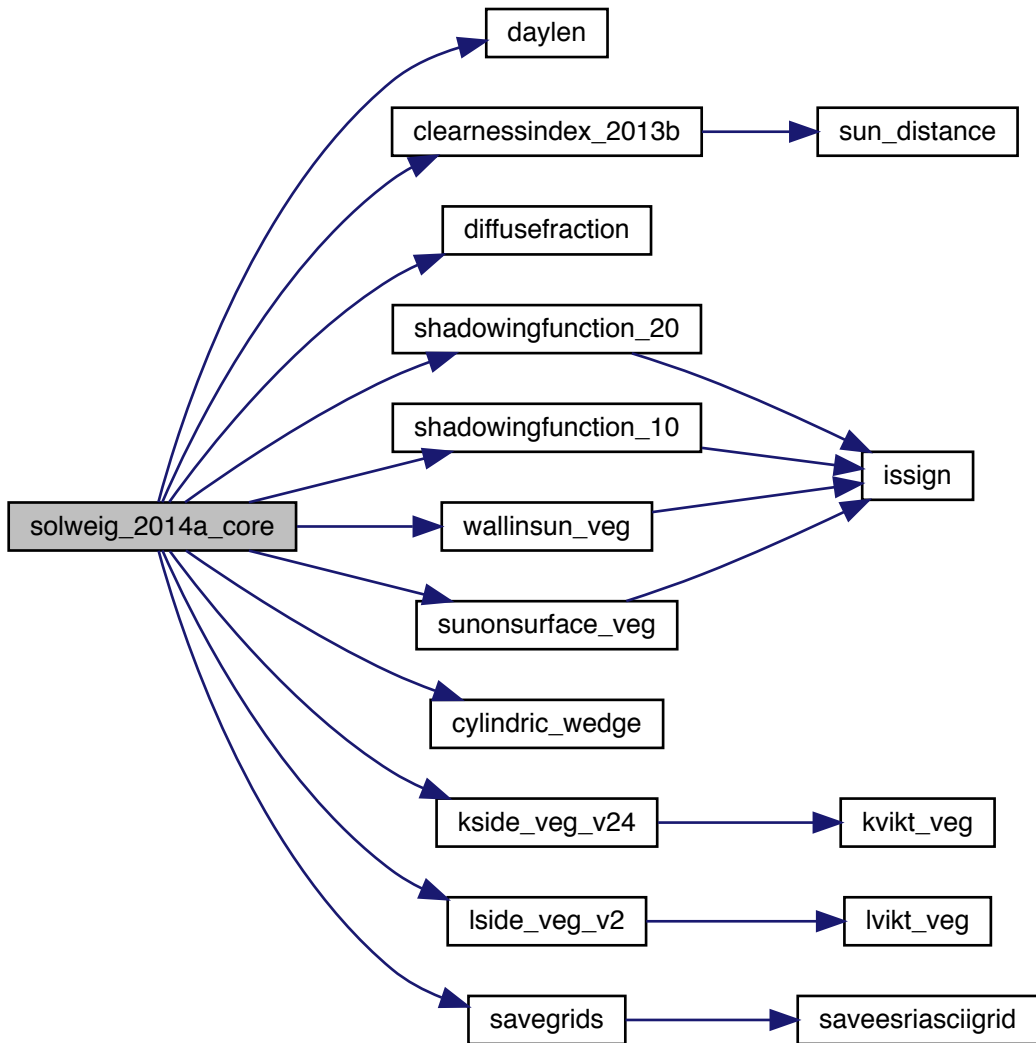 daylen
clearnessindex_2013b
sun_distance
diffusefraction
shadowingfunction_20
shadowingfunction_10
issign
solweig_2014a_core
wallinsun_veg
sunonsurface_veg
cylindric_wedge
kside_veg_v24
kvikt_veg
lside_veg_v2
lvikt_veg
savegrids
saveesriasciigrid